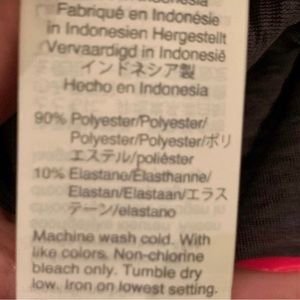 Indonesia
Fabriqué en Indonésie
in Indonesien Hergestellt
Vervaardigd in Indonesië
インドネシア製
Hecho en Indonesia
90% Polyester/Polyester/
Polyester/Polyester/ポリ
エステル/poliéster
10% Elastane/Élasthanne/
Elastan/Elastaan/エラス
テーン/elastano
Machine wash cold. With
like colors. Non-chlorine
bleach only. Tumble dry
low. Iron on lowest setting.